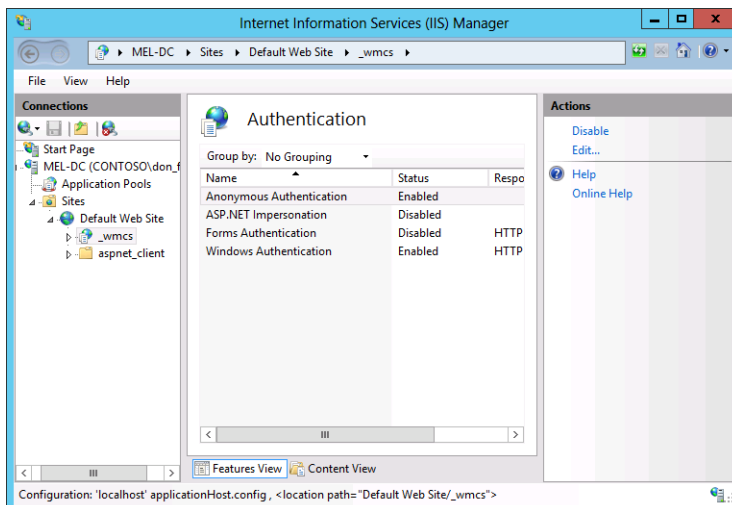 Internet Information Services (IIS) Manager
MEL-DC Sites Default Web Site _wmcs
File View Help
Connections
Start Page
MEL-DC (CONTOSO\don_f
Application Pools
Sites
Default Web Site
_wmcs
aspnet_client
Authentication
Group by: No Grouping
Name Status Respo
Anonymous Authentication Enabled
ASP.NET Impersonation Disabled
Forms Authentication Disabled HTTP
Windows Authentication Enabled HTTP
Features View Content View
Actions
Disable
Edit...
Help
Online Help
Configuration: 'localhost' applicationHost.config , <location path="Default Web Site/_wmcs">